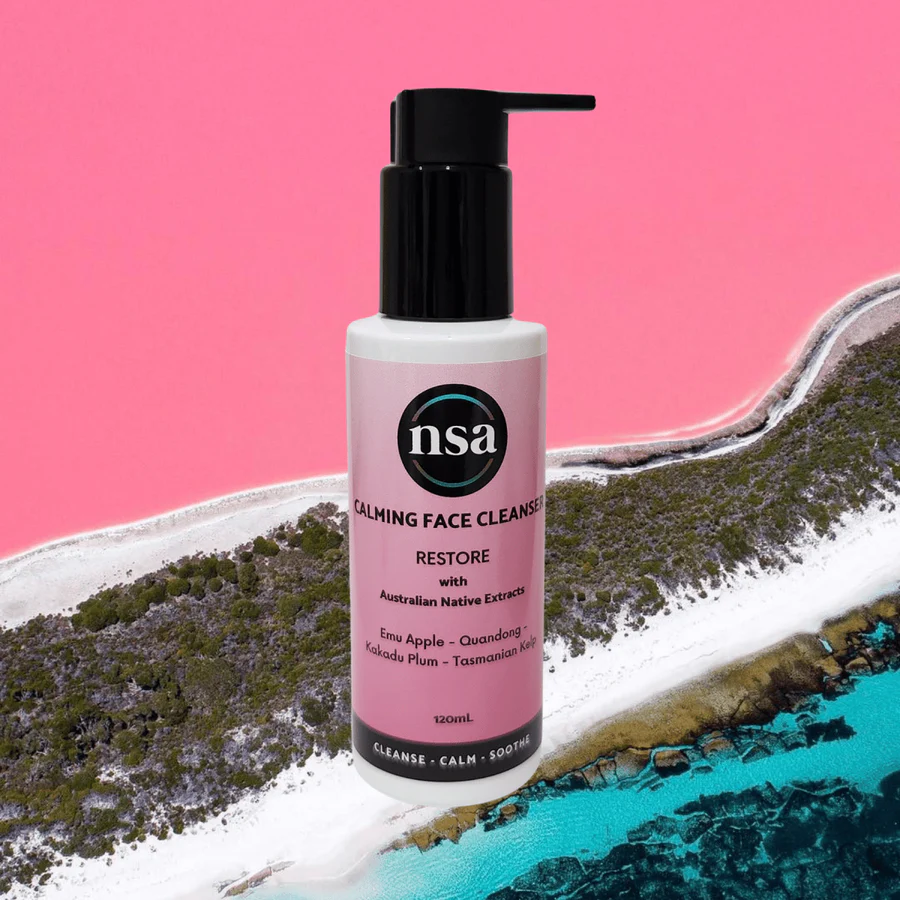 nsa
CALMING FACE CLEANSER
RESTORE
with
Australian Native Extracts
Emu Apple - Quandong -
Kakadu Plum - Tasmanian Kelp
120mL
CLEANSE - CALM - SOOTHE